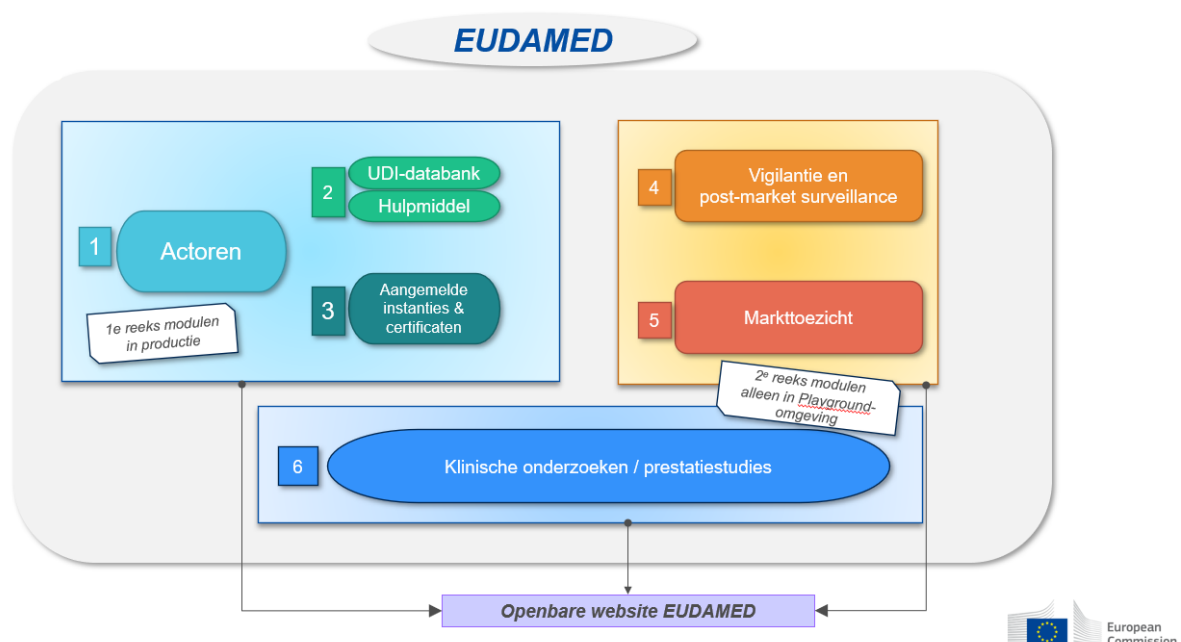 EUDAMED
1
Actoren
2
UDI-databank
Hulpmiddel
3
Aangemelde
instanties &
certificaten
1e reeks modulen
in productie
4
Vigilantie en
post-market surveillance
5
Markttoezicht
2e reeks modulen
alleen in Playground-
omgeving
6
Klinische onderzoeken / prestatiestudies
Openbare website EUDAMED
European
Commission